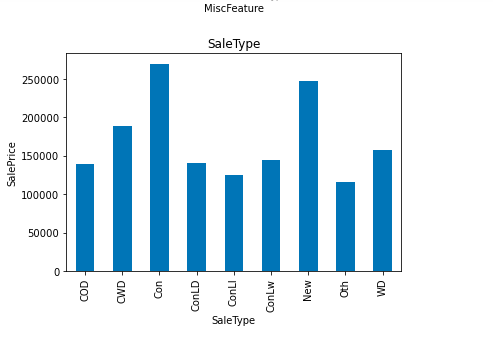 MiscFeature
SaleType
250000
200000
150000
100000
50000
0
SalePrice
COD
CWD
Con
ConLD
ConLI
ConLw
New
Oth
WD
SaleType